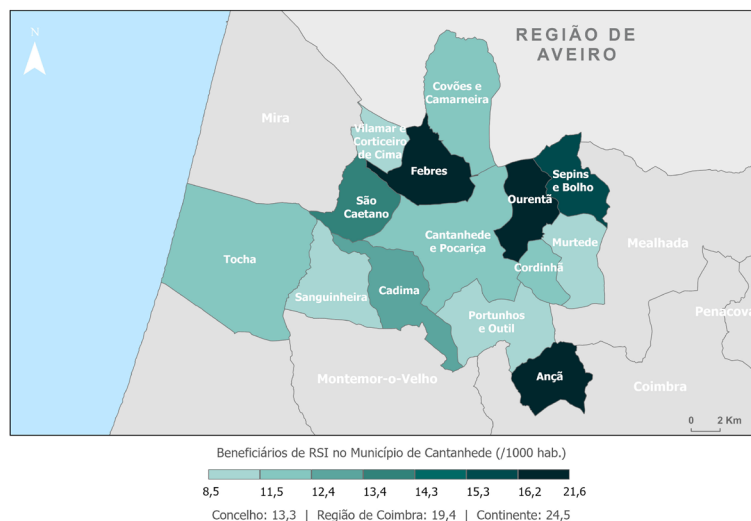 REGIÃO DE
AVEIRO
N
Covões e
Camarneira
Mira
Vilamar e
Corticeiro
de Cima
Febres
Sepins
e Bolho
São
Caetano
Ourentã
Cantanhede
e Pocariça
Murtede
Mealhada
Tocha
Cordinhã
Sanguinheira
Cadima
Portunhos
e Outil
Penacova
Montemor-o-Velho
Ançã
Coimbra
0 2 Km
Beneficiários de RSI no Município de Cantanhede (/1000 hab.)
8,5 11,5 12,4 13,4 14,3 15,3 16,2 21,6
Concelho: 13,3 | Região de Coimbra: 19,4 | Continente: 24,5